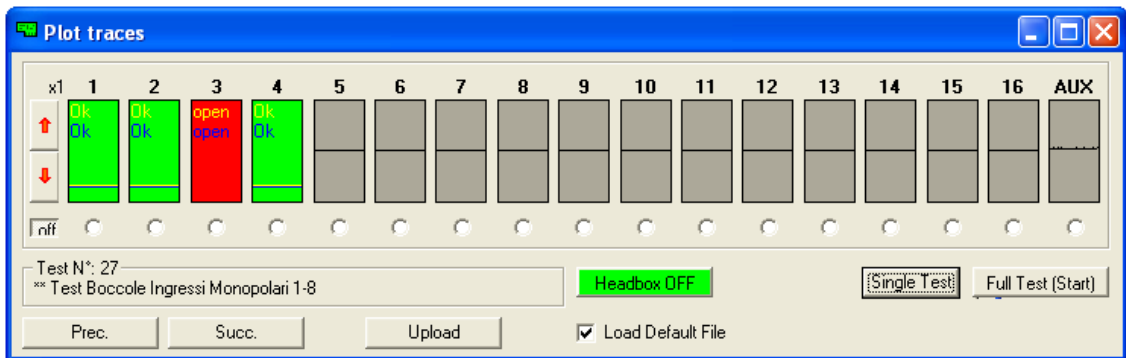 Plot traces
x1 1 2 3 4 5 6 7 8 9 10 11 12 13 14 15 16 AUX
Ok Ok open Ok
Ok Ok open Ok
off
Test N°: 27
** Test Boccole Ingressi Monopolari 1-8
Headbox OFF
Single Test
Full Test (Start)
Prec.
Succ.
Upload
Load Default File